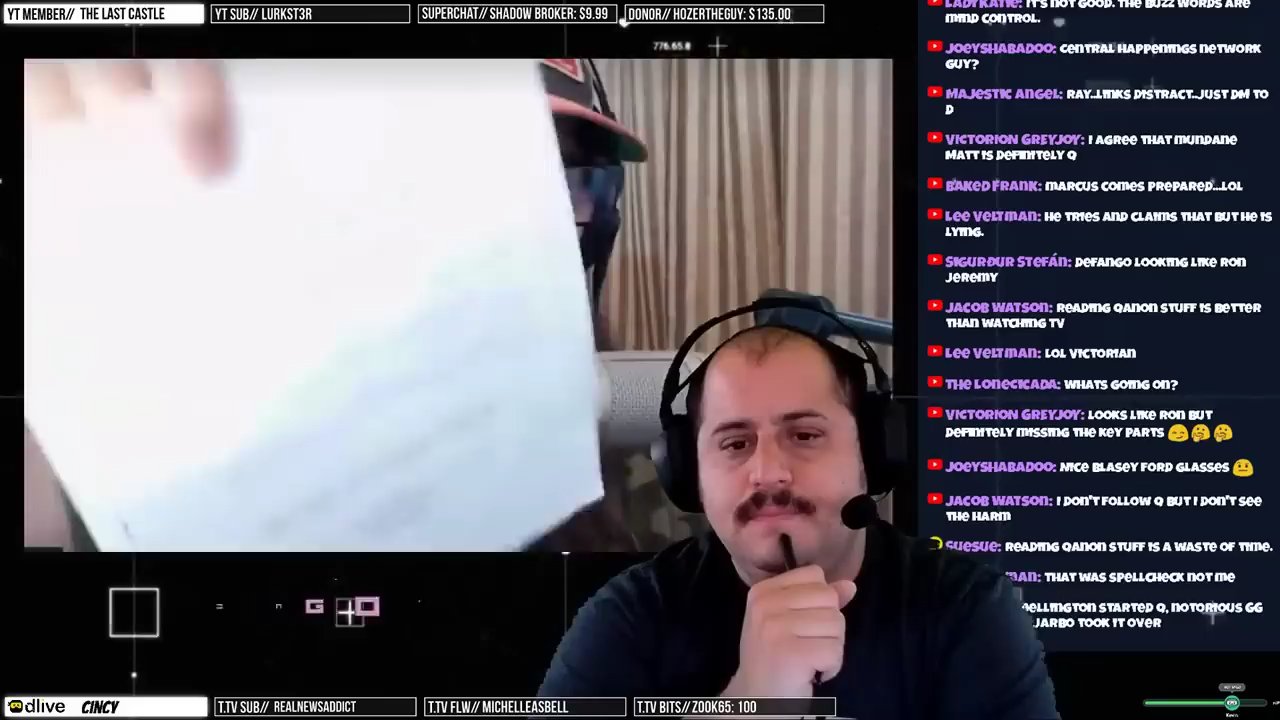 YT MEMBER// THE LAST CASTLE
YT SUB// LURKST3R
SUPERCHAT// SHADOW BROKER: $9.99
DONOR// HOZERTHEGUY: $135.00
776.65.8
LADYKATIE: IT'S NOT GOOD. THE BUZZ WORDS ARE
MIND CONTROL.
JOEYSHABADOO: CENTRAL HAPPENINGS NETWORK
GUY?
MAJESTIC ANGEL: RAY..LINKS DISTRACT..JUST DM TO
D
VICTORION GREYJOY: I AGREE THAT MUNDANE
MATT IS DEFINITELY Q
BAKED FRANK: MARCUS COMES PREPARED...LOL
LEE VELTMAN: HE TRIES AND CLAIMS THAT BUT HE IS
LYING.
SIGURÐUR STEFÁN: DEFANGO LOOKING LIKE RON
JEREMY
JACOB WATSON: READING QANON STUFF IS BETTER
THAN WATCHING TV
LEE VELTMAN: LOL VICTORIAN
THE LONECICADA: WHATS GOING ON?
VICTORION GREYJOY: LOOKS LIKE RON BUT
DEFINITELY MISSING THE KEY PARTS 😏🤔🤔
JOEYSHABADOO: NICE BLASEY FORD GLASSES 😐
JACOB WATSON: I DON'T FOLLOW Q BUT I DON'T SEE
THE HARM
SUESUE: READING QANON STUFF IS A WASTE OF TIME.
MAN: THAT WAS SPELLCHECK NOT ME
ELLINGTON STARTED Q, NOTORIOUS GG
JARBO TOOK IT OVER
G O
dlive CINCY
T.TV SUB// REALNEWSADDICT
T.TV FLW// MICHELLEASBELL
T.TV BITS// ZOOK65: 100